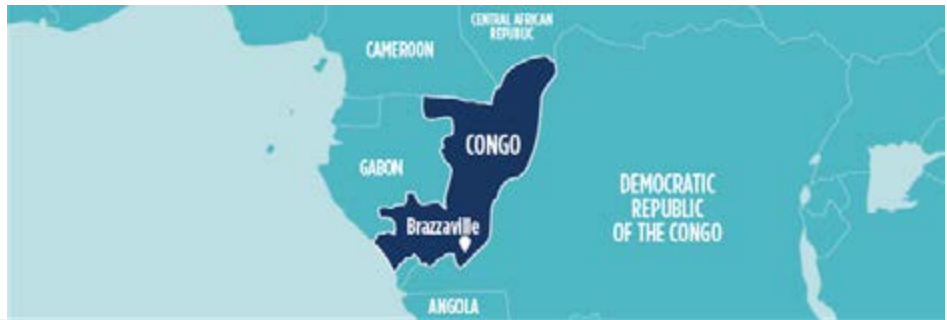 CENTRAL AFRICAN
REPUBLIC
CAMEROON
CONGO
GABON
DEMOCRATIC
REPUBLIC
OF THE CONGO
Brazzaville
ANGOLA